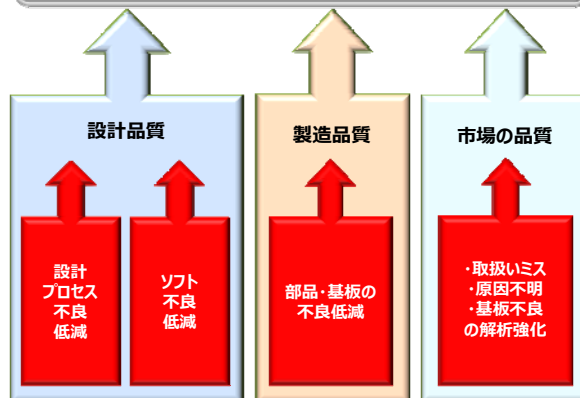 設計品質
製造品質
市場の品質
設計
プロセス
不良
低減
ソフト
不良
低減
部品・基板の
不良低減
・取扱いミス
・原因不明
・基板不良
の解析強化